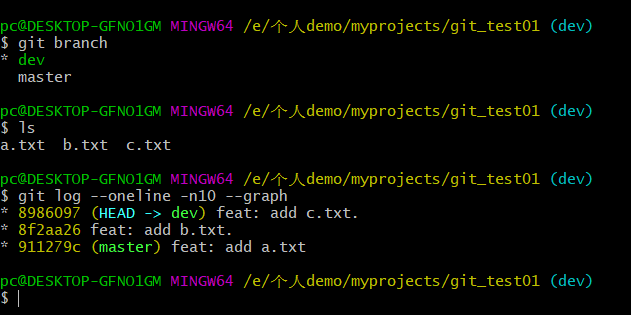 pc@DESKTOP-GFNO1GM MINGW64 /e/个人demo/myprojects/git_test01 (dev)
$ git branch
* dev
  master
pc@DESKTOP-GFNO1GM MINGW64 /e/个人demo/myprojects/git_test01 (dev)
$ ls
a.txt  b.txt  c.txt
pc@DESKTOP-GFNO1GM MINGW64 /e/个人demo/myprojects/git_test01 (dev)
$ git log --oneline -n10 --graph
* 8986097 (HEAD -> dev) feat: add c.txt.
* 8f2aa26 feat: add b.txt.
* 911279c (master) feat: add a.txt
pc@DESKTOP-GFNO1GM MINGW64 /e/个人demo/myprojects/git_test01 (dev)
$